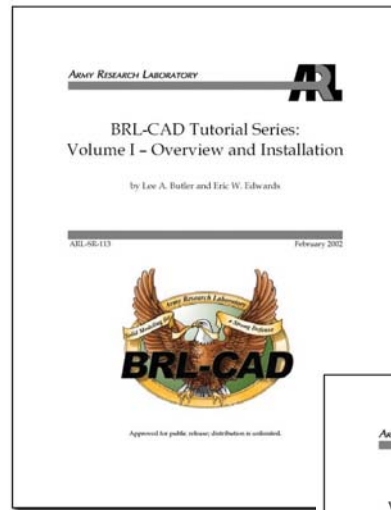 ARMY RESEARCH LABORATORY
ARL
BRL-CAD Tutorial Series:
Volume I – Overview and Installation
by Lee A. Butler and Eric W. Edwards
ARL-SR-113 February 2002
Army Research Laboratory
Solid Modeling for a Strong Defense
BRL-CAD
Approved for public release; distribution is unlimited.